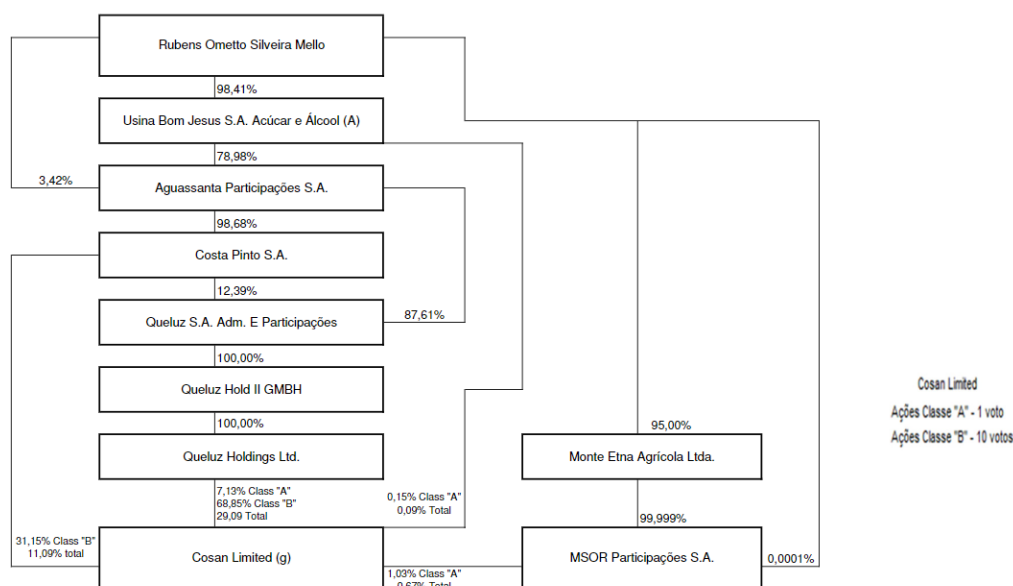 Rubens Ometto Silveira Mello
98,41%
Usina Bom Jesus S.A. Acúcar e Álcool (A)
78,98%
3,42%
Aguassanta Participações S.A.
98,68%
Costa Pinto S.A.
12,39%
Queluz S.A. Adm. E Participações
87,61%
100,00%
Queluz Hold II GMBH
100,00%
Queluz Holdings Ltd.
7,13% Class "A"
68,85% Class "B"
29,09 Total
0,15% Class "A"
0,09% Total
31,15% Class "B"
11,09% total
Cosan Limited (g)
1,03% Class "A"
0,67% Total
95,00%
Monte Etna Agrícola Ltda.
99,999%
MSOR Participações S.A.
0,0001%
Cosan Limited
Ações Classe "A" - 1 voto
Ações Classe "B" - 10 votos